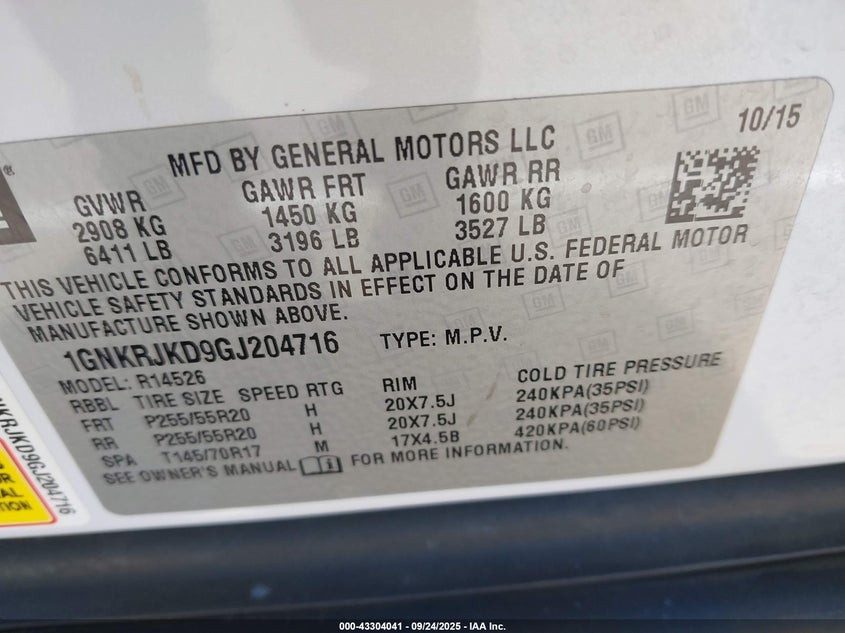 10/15
MFD BY GENERAL MOTORS LLC
GVWR GAWR FRT GAWR RR
2908 KG 1450 KG 1600 KG
6411 LB 3196 LB 3527 LB
THIS VEHICLE CONFORMS TO ALL APPLICABLE U.S. FEDERAL MOTOR
VEHICLE SAFETY STANDARDS IN EFFECT ON THE DATE OF
MANUFACTURE SHOWN ABOVE.
1GNKRJKD9GJ204716 TYPE: M.P.V.
MODEL: R14526
RBBL TIRE SIZE SPEED RTG RIM COLD TIRE PRESSURE
FRT P255/55R20 H 20X7.5J 240KPA(35PSI)
RR P255/55R20 H 20X7.5J 240KPA(35PSI)
SPA T145/70R17 M 17X4.5B 420KPA(60PSI)
SEE OWNER'S MANUAL FOR MORE INFORMATION.
NKRJKD9GJ204716
000-43304041 - 09/24/2025 - IAA Inc.